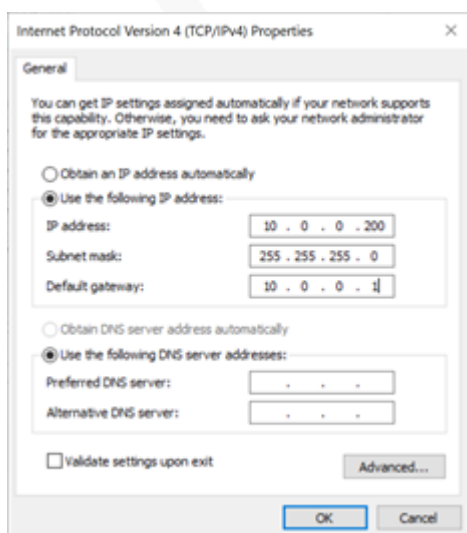 Internet Protocol Version 4 (TCP/IPv4) Properties
General
You can get IP settings assigned automatically if your network supports
this capability. Otherwise, you need to ask your network administrator
for the appropriate IP settings.
Obtain an IP address automatically
Use the following IP address:
IP address: 10 . 0 . 0 . 200
Subnet mask: 255 . 255 . 255 . 0
Default gateway: 10 . 0 . 0 . 1
Obtain DNS server address automatically
Use the following DNS server addresses:
Preferred DNS server: . . .
Alternative DNS server: . . .
Validate settings upon exit
Advanced...
OK Cancel